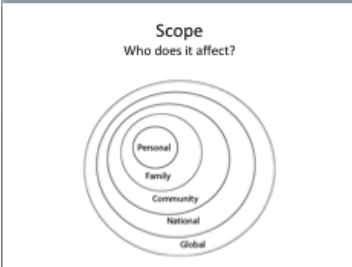 Scope
Who does it affect?
Personal
Family
Community
National
Global